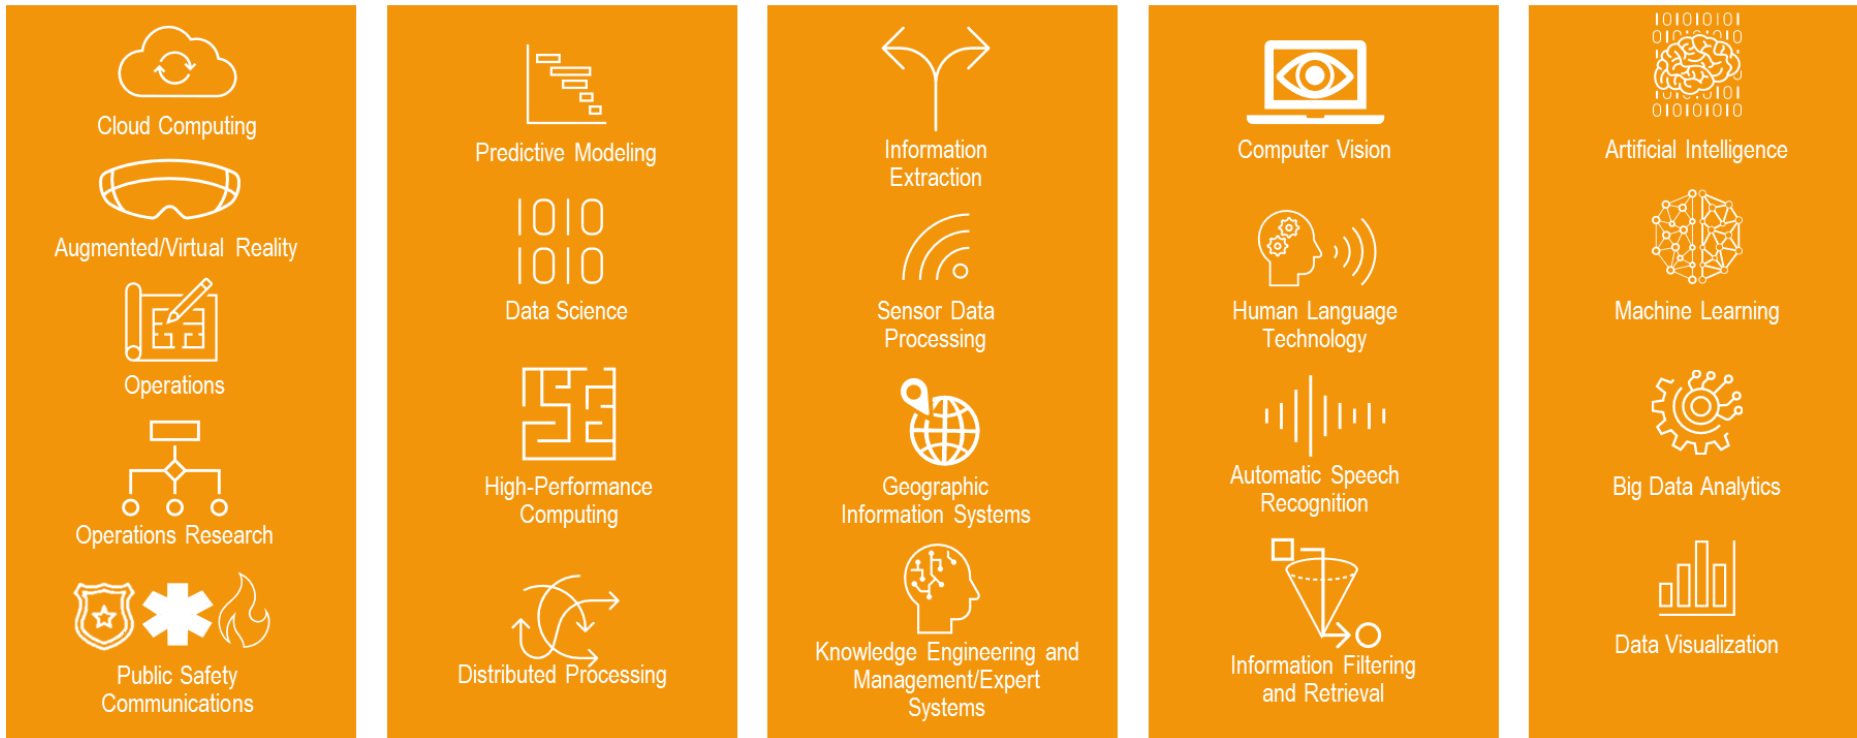 Cloud Computing
Augmented/Virtual Reality
Operations
Operations Research
Public Safety
Communications
Predictive Modeling
1010
1010
Data Science
High-Performance
Computing
Distributed Processing
Information
Extraction
Sensor Data
Processing
Geographic
Information Systems
Knowledge Engineering and
Management/Expert
Systems
Computer Vision
Human Language
Technology
Automatic Speech
Recognition
Information Filtering
and Retrieval
10101010
01010101
Artificial Intelligence
Machine Learning
Big Data Analytics
Data Visualization